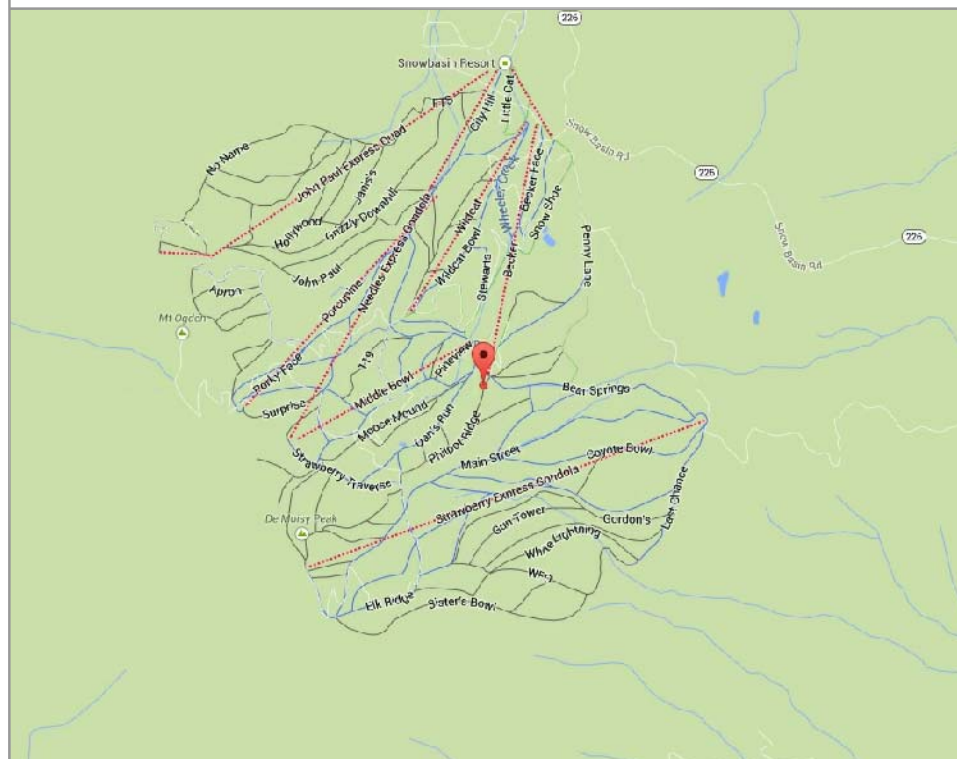 226
Snowbasin Resort
Little Cat
City Hill
Snow Basin Rd
226
No Name
John Paul Express Quad
Becker Face
Wheeler Creek
Hollywood
Grizzly Downhill
Wildcat
Snow Shoe
226
Snow Basin Rd
John Paul
Porcupine
Needles Express Gondola
Wildcat Bowl
Stewarts
Becker
Penny Lane
Apron
Mt Ogden
Porky Face
Middle Bowl
Pineview
Bear Springs
Surprise
Moose Mound
Dan's Run
Philpot Ridge
Strawberry Traverse
Main Street
Coyote Bowl
Strawberry Express Gondola
De Moisy Peak
Gun Tower
Gordon's
Last Chance
White Lightning
Elk Ridge
Sister's Bowl